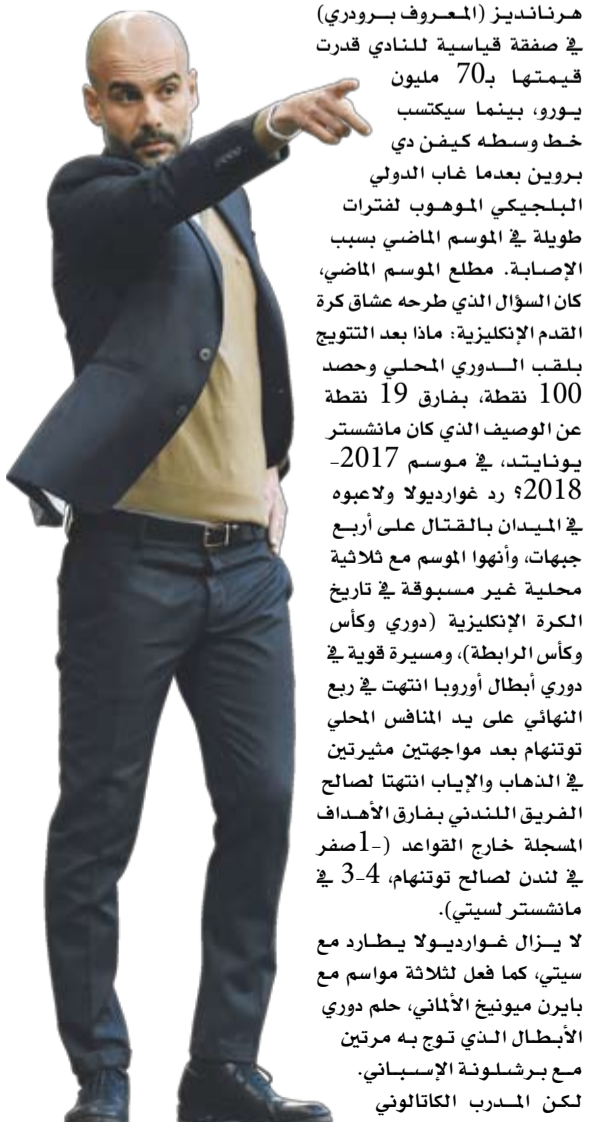 هرنانديز (المعروف برودري)
في صفقة قياسية للنادي قدرت
قيمتها بـ70 مليون
يورو، بينما سيكتسب
خط وسطه كيفن دي
بروين بعدما غاب الدولي
البلجيكي الموهوب لفترات
طويلة في الموسم الماضي بسبب
الإصابة. مطلع الموسم الماضي،
كان السؤال الذي طرحه عشاق كرة
القدم الإنكليزية: ماذا بعد التتويج
بلقب الدوري المحلي وحصد
100 نقطة، بفارق 19 نقطة
عن الوصيف الذي كان مانشستر
يونايتد، في موسم 2017-
2018؟ رد غوارديولا ولاعبوه
في الميدان بالقتال على أربع
جبهات، وأنهوا الموسم مع ثلاثية
محلية غير مسبوقة في تاريخ
الكرة الإنكليزية (دوري وكأس
وكأس الرابطة)، ومسيرة قوية في
دوري أبطال أوروبا انتهت في ربع
النهائي على يد المنافس المحلي
توتنهام بعد مواجهتين مثيرتين
في الذهاب والإياب انتهتا لصالح
الفريق اللندني بفارق الأهداف
المسجلة خارج القواعد (-1صفر
في لندن لصالح توتنهام، 4-3 في
مانشستر لسيتي).
لا يزال غوارديولا يطارد مع
سيتي، كما فعل لثلاثة مواسم مع
بايرن ميونيخ الألماني، حلم دوري
الأبطال الذي توج به مرتين
مع برشلونة الإسباني.
لكن المدرب الكاتالوني